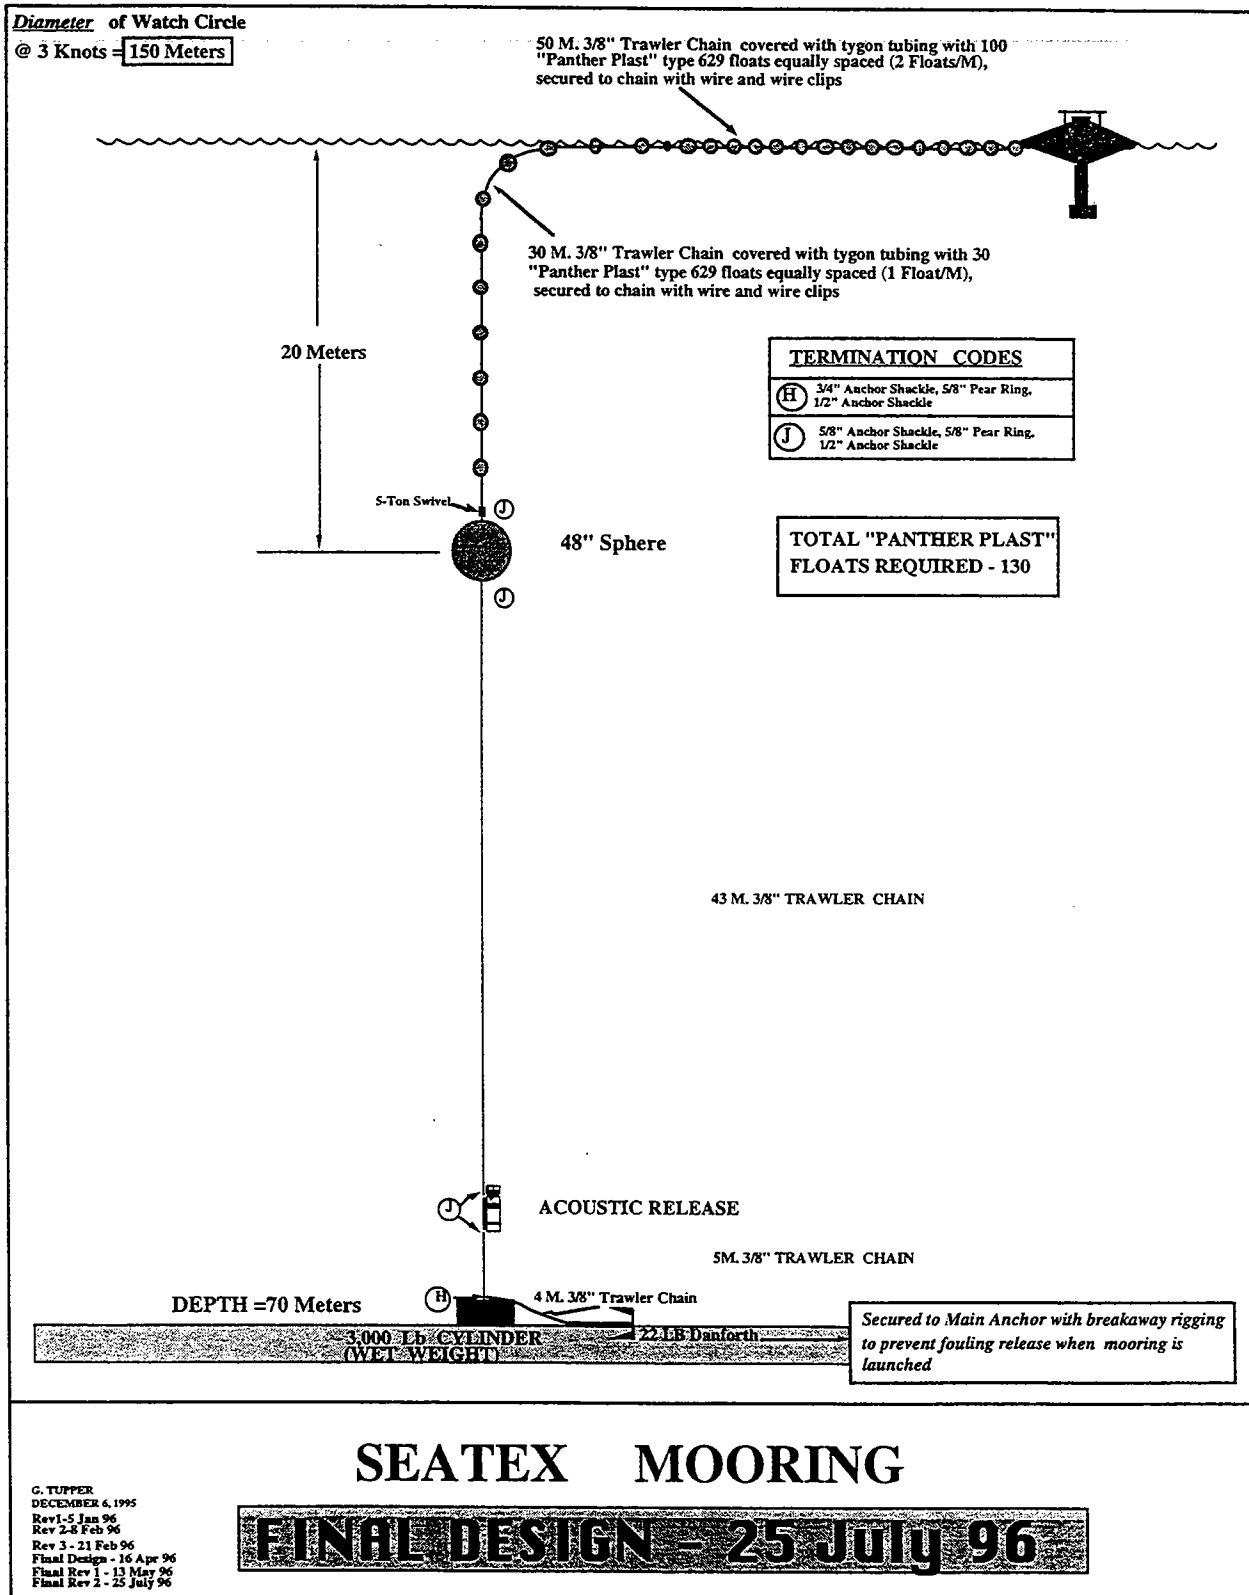 Diameter of Watch Circle
@ 3 Knots = 150 Meters
50 M. 3/8" Trawler Chain covered with tygon tubing with 100
"Panther Plast" type 629 floats equally spaced (2 Floats/M),
secured to chain with wire and wire clips
30 M. 3/8" Trawler Chain covered with tygon tubing with 30
"Panther Plast" type 629 floats equally spaced (1 Float/M),
secured to chain with wire and wire clips
20 Meters
TERMINATION CODES
H 3/4" Anchor Shackle, 5/8" Pear Ring,
1/2" Anchor Shackle
J 5/8" Anchor Shackle, 5/8" Pear Ring,
1/2" Anchor Shackle
5-Ton Swivel
J
48" Sphere
TOTAL "PANTHER PLAST"
FLOATS REQUIRED - 130
J
43 M. 3/8" TRAWLER CHAIN
J
ACOUSTIC RELEASE
5M. 3/8" TRAWLER CHAIN
H
4 M. 3/8" Trawler Chain
DEPTH =70 Meters
3,000 Lb CYLINDER
(WET WEIGHT)
22 LB Danforth
Secured to Main Anchor with breakaway rigging
to prevent fouling release when mooring is
launched
SEATEX MOORING
FINAL DESIGN - 25 July 96
G. TUPPER
DECEMBER 6, 1995
Rev1-5 Jan 96
Rev 2-8 Feb 96
Rev 3 - 21 Feb 96
Final Design - 16 Apr 96
Final Rev 1 - 13 May 96
Final Rev 2 - 25 July 96